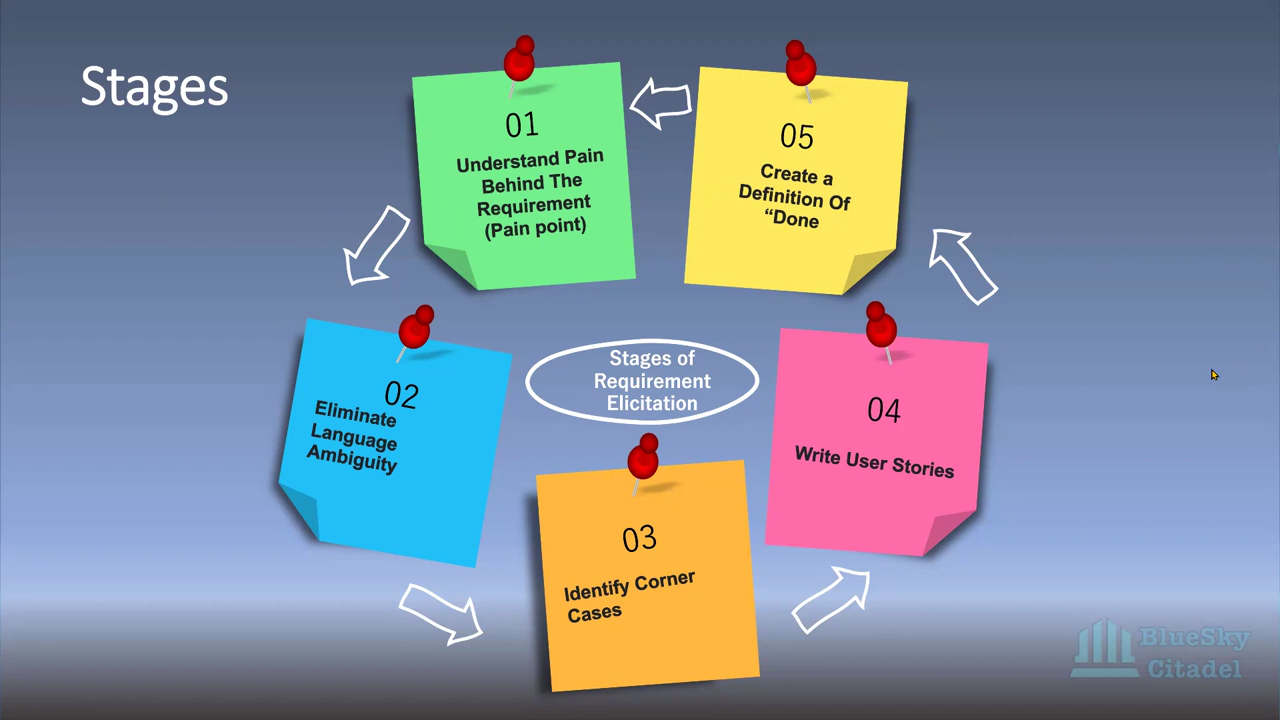 Stages
01
Understand Pain
Behind The
Requirement
(Pain point)
02
Eliminate
Language
Ambiguity
03
Identify Corner
Cases
04
Write User Stories
05
Create a
Definition Of
“Done
Stages of
Requirement
Elicitation
BlueSky
Citadel